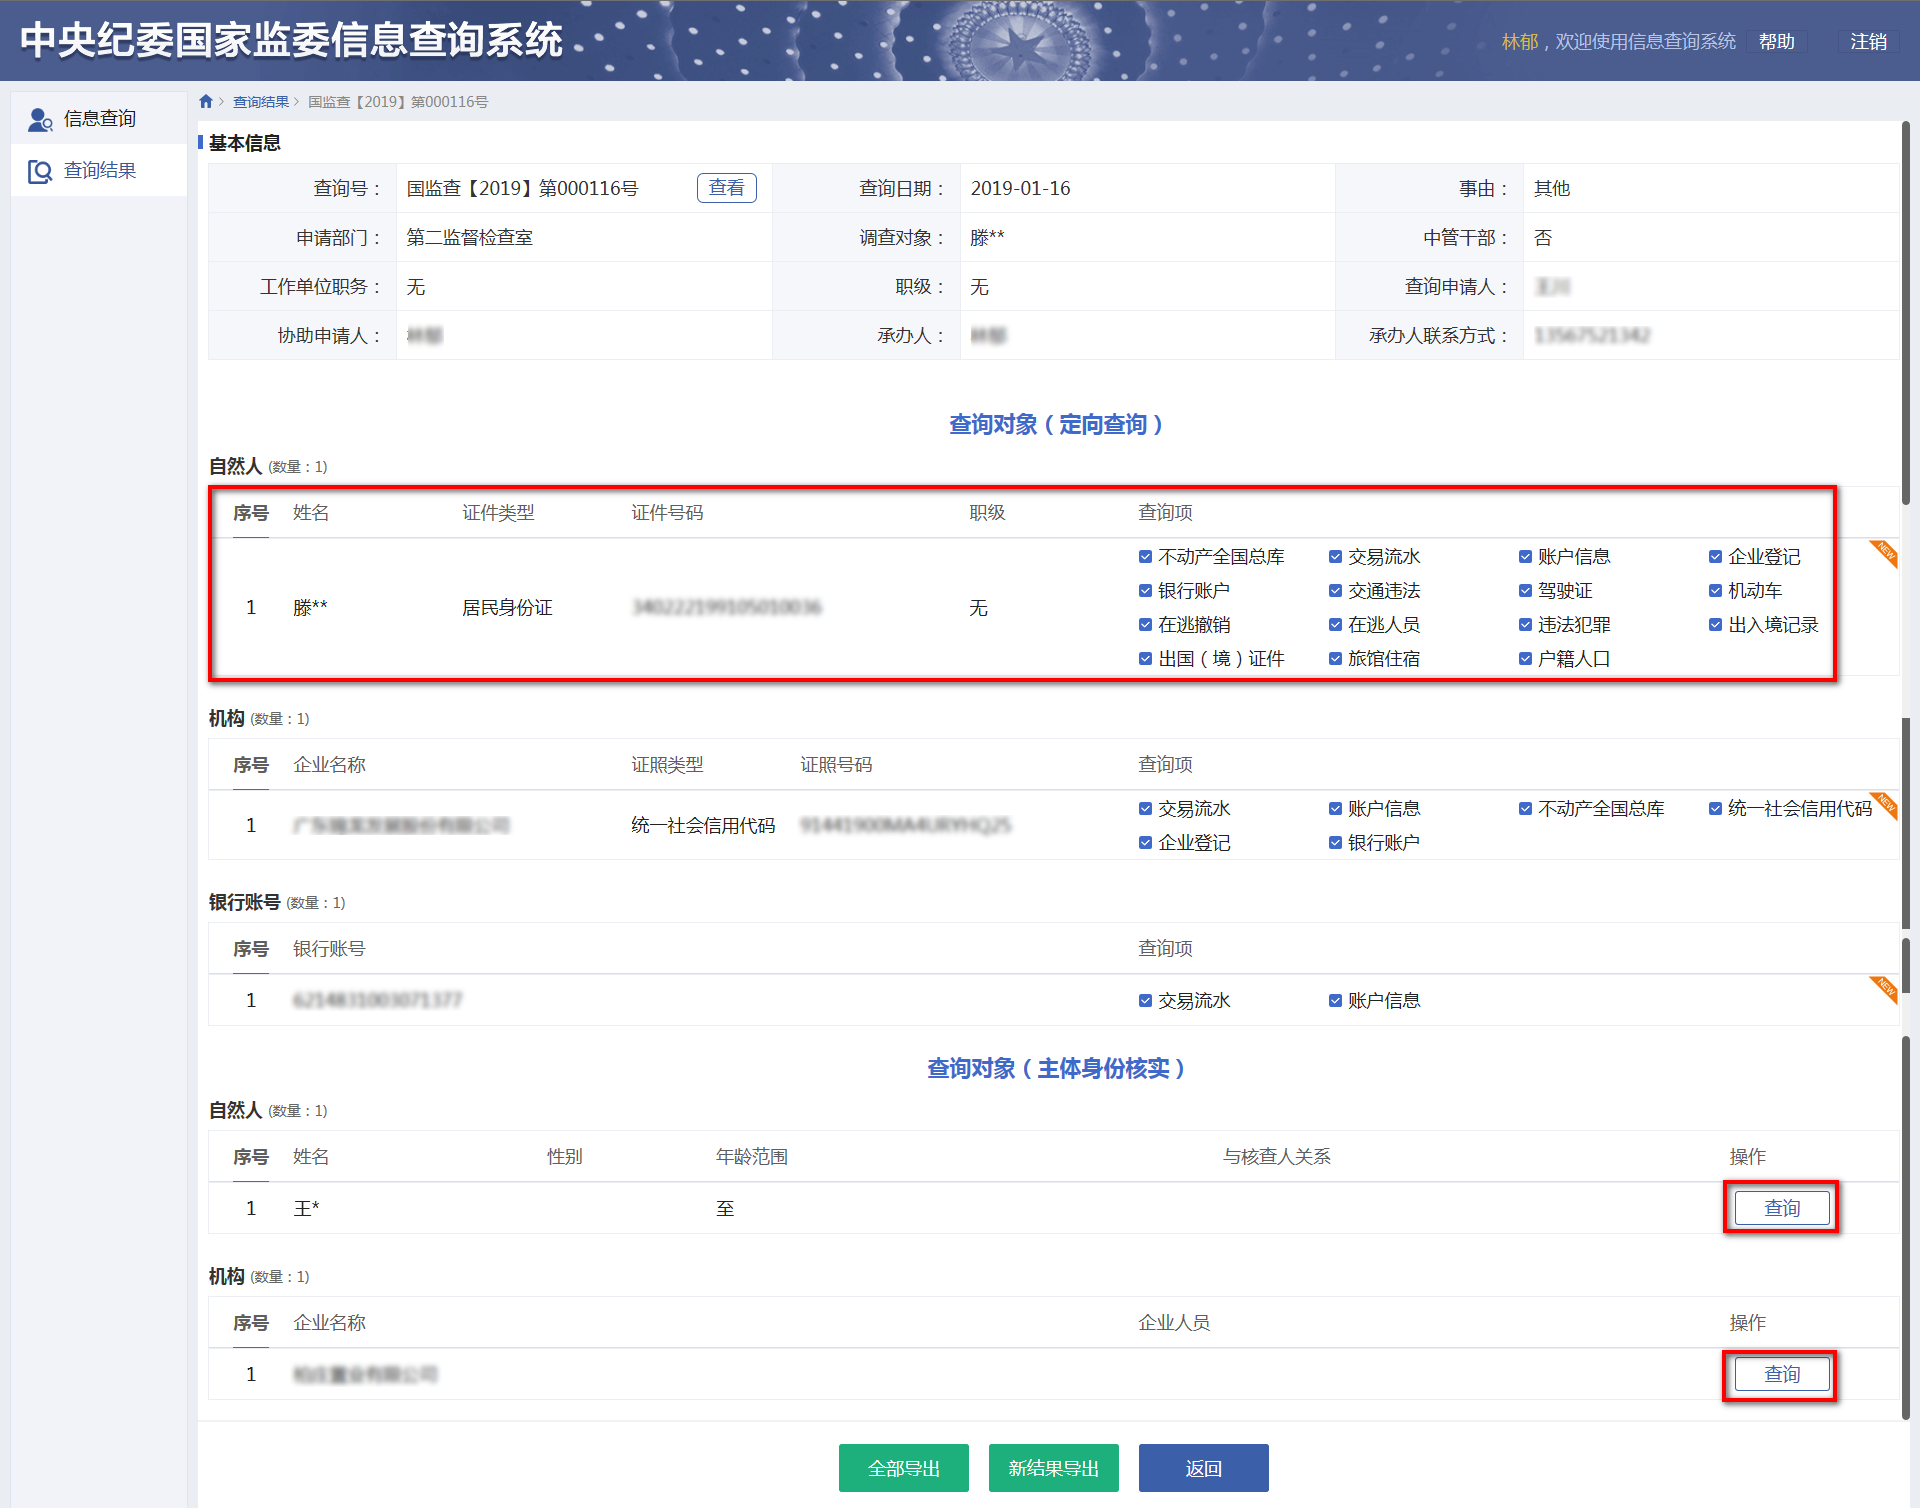 中央纪委国家监委信息查询系统
林郁，欢迎使用信息查询系统 帮助 注销
信息查询
查询结果
查询结果 国监查【2019】第000116号
基本信息
查询号： 国监查【2019】第000116号 查看 查询日期： 2019-01-16 事由： 其他
申请部门： 第二监督检查室 调查对象： 滕** 中管干部： 否
工作单位职务： 无 职级： 无 查询申请人：
协助申请人： 承办人： 承办人联系方式：
查询对象（定向查询）
自然人 (数量：1)
序号 姓名 证件类型 证件号码 职级 查询项
1 滕** 居民身份证 无
不动产全国总库 交易流水 账户信息 企业登记
银行账户 交通违法 驾驶证 机动车
在逃撤销 在逃人员 违法犯罪 出入境记录
出国（境）证件 旅馆住宿 户籍人口
NEW
机构 (数量：1)
序号 企业名称 证照类型 证照号码 查询项
1 统一社会信用代码
交易流水 账户信息 不动产全国总库 统一社会信用代码
企业登记 银行账户
NEW
银行账号 (数量：1)
序号 银行账号 查询项
1 交易流水 账户信息
NEW
查询对象（主体身份核实）
自然人 (数量：1)
序号 姓名 性别 年龄范围 与核查人关系 操作
1 王* 至 查询
机构 (数量：1)
序号 企业名称 企业人员 操作
1 查询
全部导出 新结果导出 返回